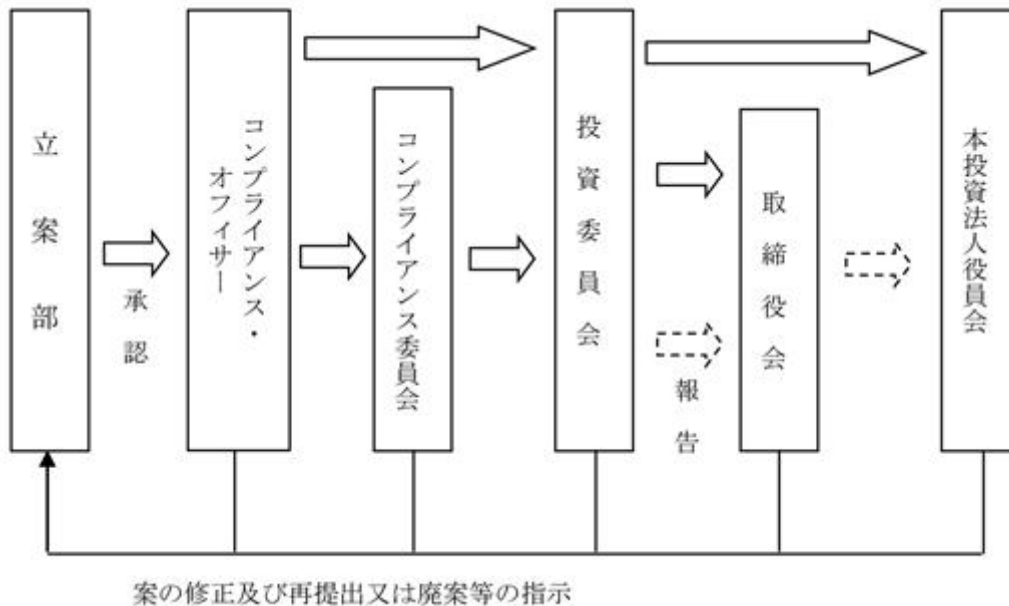 立案部
承認
コンプライアンス・
オフィサー
コンプライアンス委員会
投資委員会
報告
取締役会
本投資法人役員会
案の修正及び再提出又は廃案等の指示